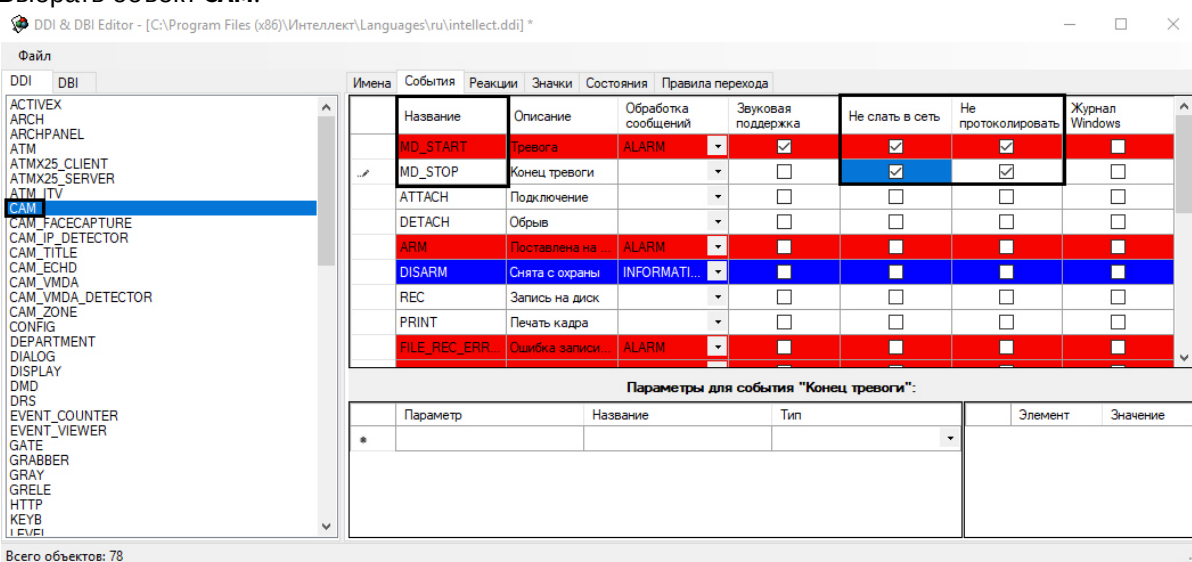 Выбрать объект CAM.
DDI & DBI Editor - [C:\Program Files (x86)\Интеллект\Languages\ru\intellect.ddi] *
Файл
DDI DBI
ACTIVEX
ARCH
ARCHPANEL
ATM
ATMX25_CLIENT
ATMX25_SERVER
ATM_ITV
CAM
CAM_FACECAPTURE
CAM_IP_DETECTOR
CAM_TITLE
CAM_ECHD
CAM_VMDA
CAM_VMDA_DETECTOR
CAM_ZONE
CONFIG
DEPARTMENT
DIALOG
DISPLAY
DMD
DRS
EVENT_COUNTER
EVENT_VIEWER
GATE
GRABBER
GRAY
GRELE
HTTP
KEYB
LEVEL
Имена События Реакции Значки Состояния Правила перехода
Название Описание Обработка сообщений Звуковая поддержка Не слать в сеть Не протоколировать Журнал Windows
MD_START Тревога ALARM
MD_STOP Конец тревоги
ATTACH Подключение
DETACH Обрыв
ARM Поставлена на ... ALARM
DISARM Снята с охраны INFORMATI...
REC Запись на диск
PRINT Печать кадра
FILE_REC_ERR... Ошибка записи... ALARM
Параметры для события "Конец тревоги":
Параметр Название Тип Элемент Значение
Всего объектов: 78